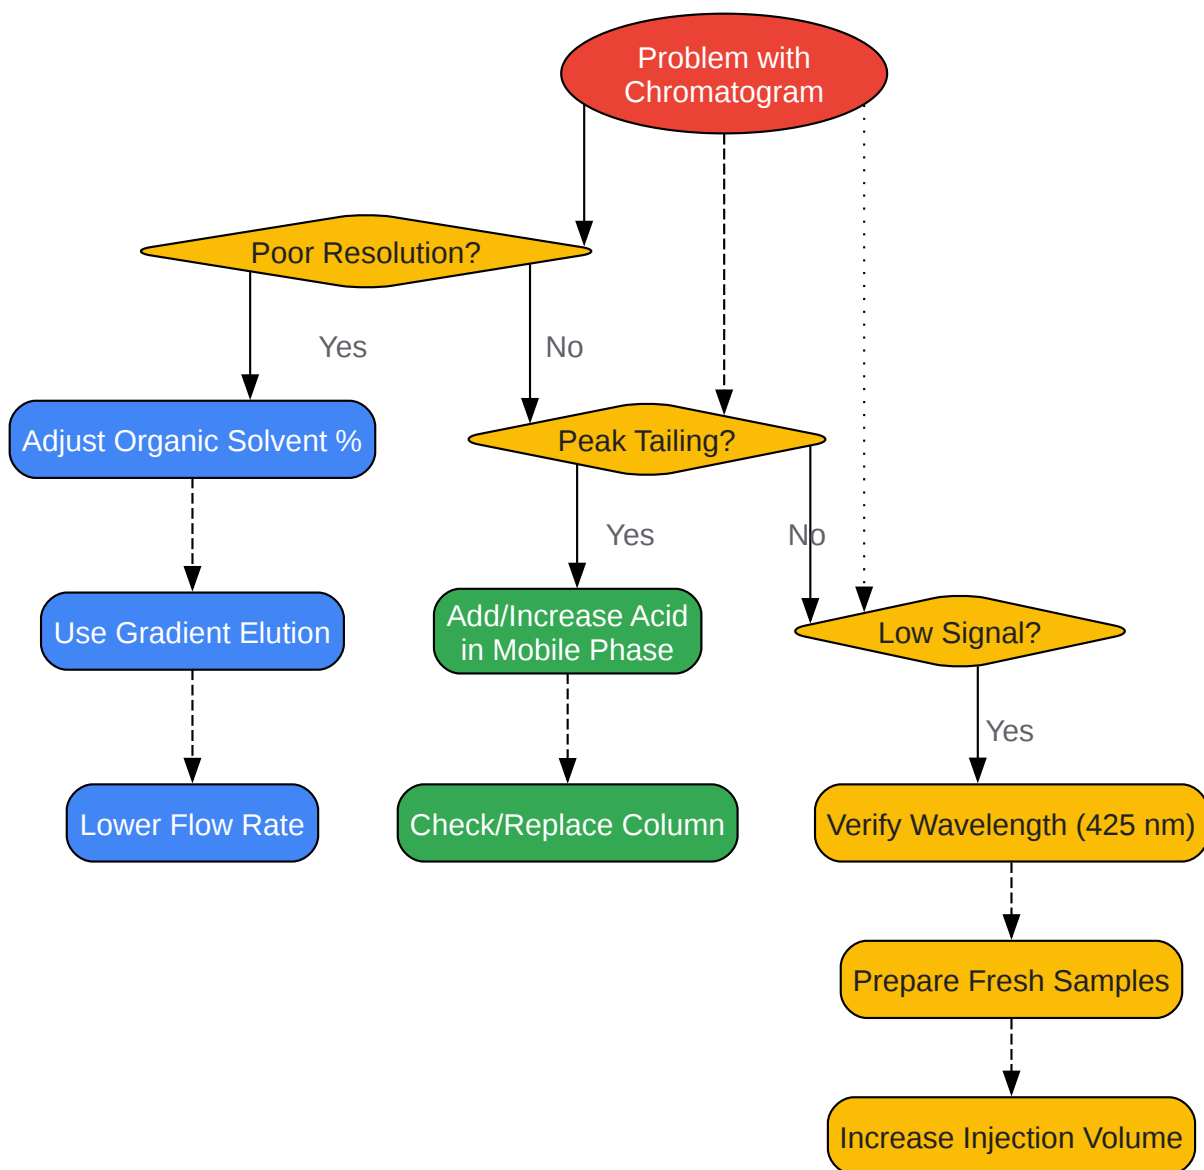 Problem with
Chromatogram
Poor Resolution?
Yes
No
Adjust Organic Solvent %
Peak Tailing?
Yes
No
Use Gradient Elution
Add/Increase Acid
in Mobile Phase
Low Signal?
Yes
Lower Flow Rate
Check/Replace Column
Verify Wavelength (425 nm)
Prepare Fresh Samples
Increase Injection Volume